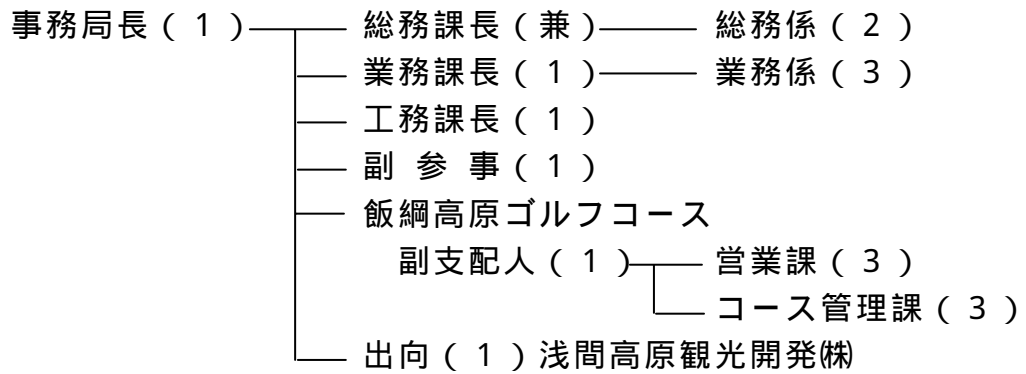 事務局長(1) 総務課長(兼) 総務係(2)
業務課長(1) 業務係(3)
工務課長(1)
副 参 事(1)
飯綱高原ゴルフコース
副支配人(1) 営業課(3)
コース管理課(3)
出向(1)浅間高原観光開発㈱